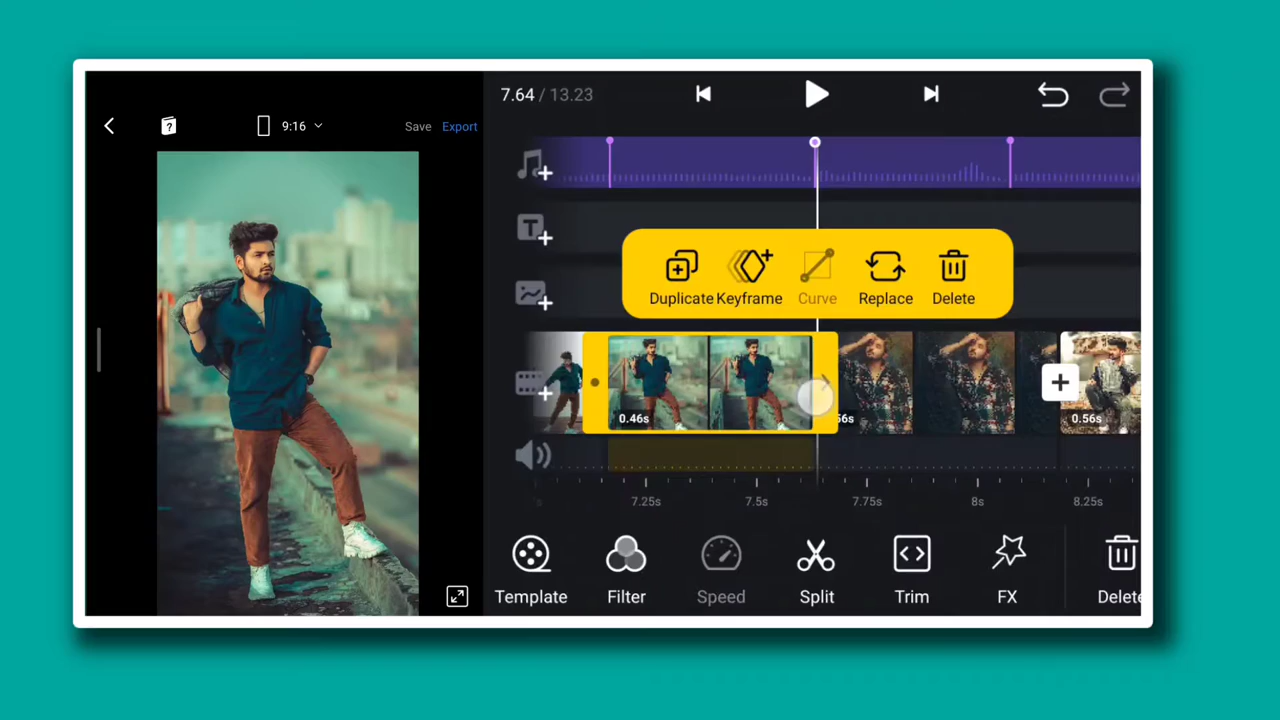 9:16
Save
Export
7.64 / 13.23
T
Duplicate Keyframe Curve Replace Delete
0.46s
56s
0.56s
7.25s 7.5s 7.75s 8s 8.25s
Template Filter Speed Split Trim FX Delete